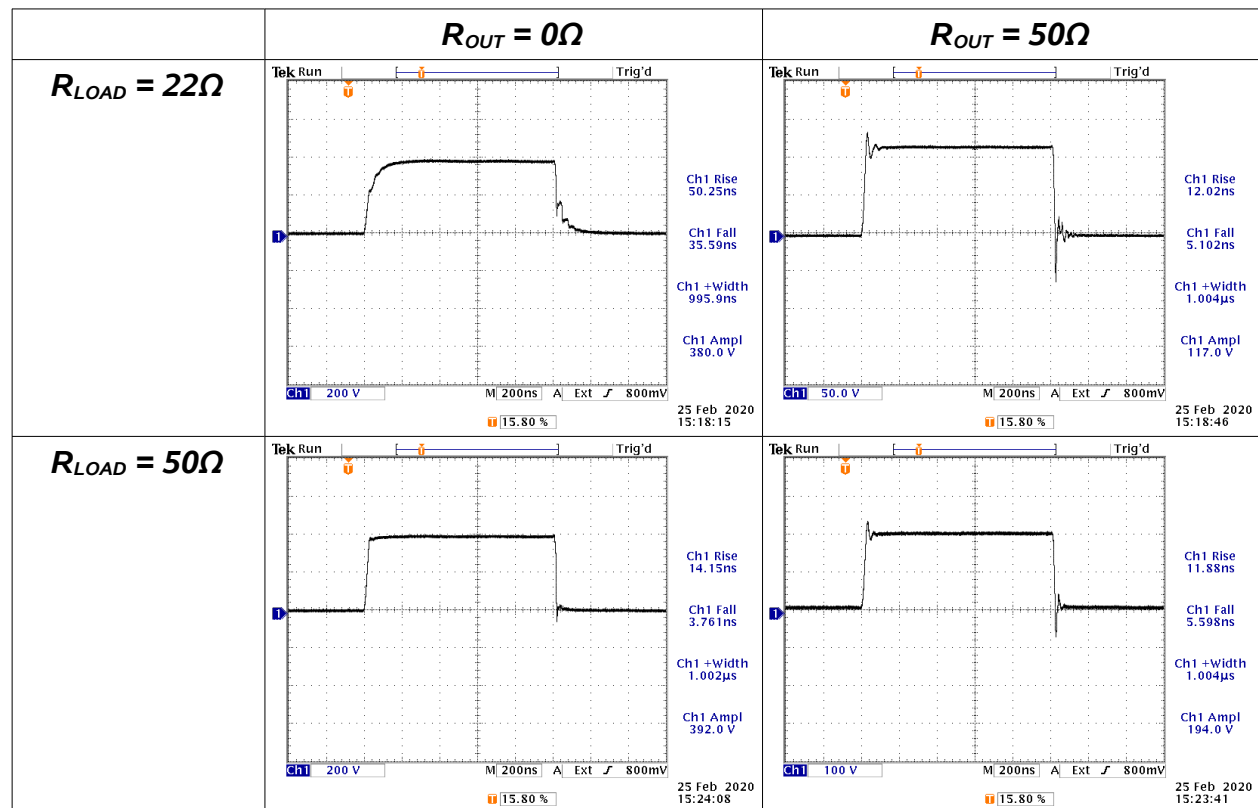 R_OUT = 0Ω
R_OUT = 50Ω
R_LOAD = 22Ω
Tek Run
Trig'd
T
T
1
Ch1 Rise
50.25ns
Ch1 Fall
35.59ns
Ch1 +Width
995.9ns
Ch1 Ampl
380.0 V
Ch1 200 V M 200ns A Ext ƒ 800mV
T 15.80 %
25 Feb 2020
15:18:15
Tek Run
Trig'd
T
T
1
Ch1 Rise
12.02ns
Ch1 Fall
5.102ns
Ch1 +Width
1.004µs
Ch1 Ampl
117.0 V
Ch1 50.0 V M 200ns A Ext ƒ 800mV
T 15.80 %
25 Feb 2020
15:18:46
R_LOAD = 50Ω
Tek Run
Trig'd
T
T
1
Ch1 Rise
14.15ns
Ch1 Fall
3.761ns
Ch1 +Width
1.002µs
Ch1 Ampl
392.0 V
Ch1 200 V M 200ns A Ext ƒ 800mV
T 15.80 %
25 Feb 2020
15:24:08
Tek Run
Trig'd
T
T
1
Ch1 Rise
11.88ns
Ch1 Fall
5.598ns
Ch1 +Width
1.004µs
Ch1 Ampl
194.0 V
Ch1 100 V M 200ns A Ext ƒ 800mV
T 15.80 %
25 Feb 2020
15:23:41